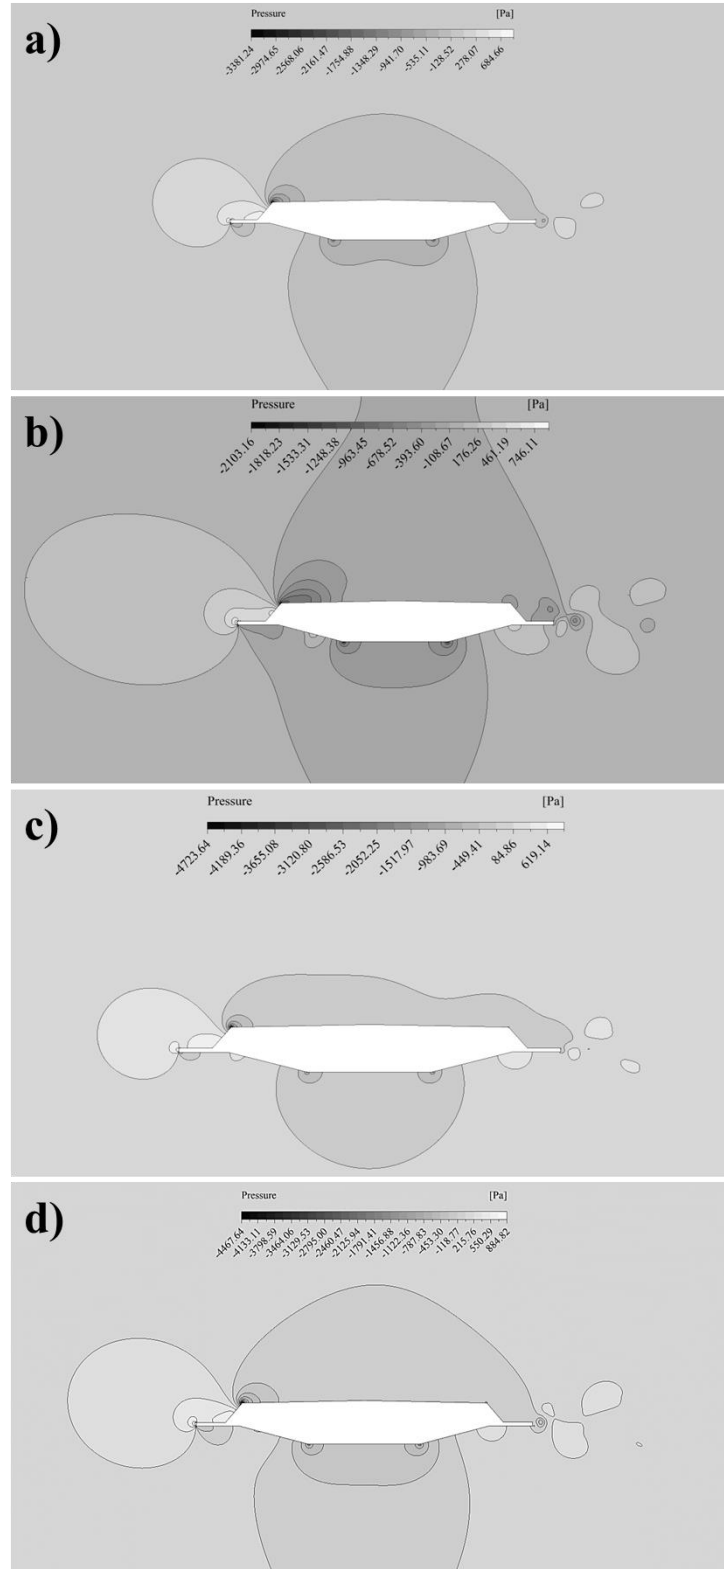 a)
Pressure [Pa]
-3381.24 -2974.65 -2568.06 -2161.47 -1754.88 -1348.29 -941.70 -535.11 -128.52 278.07 684.66
b)
Pressure [Pa]
-2103.16 -1818.23 -1533.31 -1248.38 -963.45 -678.52 -393.60 -108.67 176.26 461.19 746.11
c)
Pressure [Pa]
-4723.64 -4189.36 -3655.08 -3120.80 -2586.53 -2052.25 -1517.97 -983.69 -449.41 84.86 619.14
d)
Pressure [Pa]
-4467.64 -4133.11 -3798.59 -3464.06 -3129.53 -2795.00 -2460.47 -2125.94 -1791.41 -1456.88 -1122.36 -787.83 -453.30 -118.77 215.76 550.29 884.82